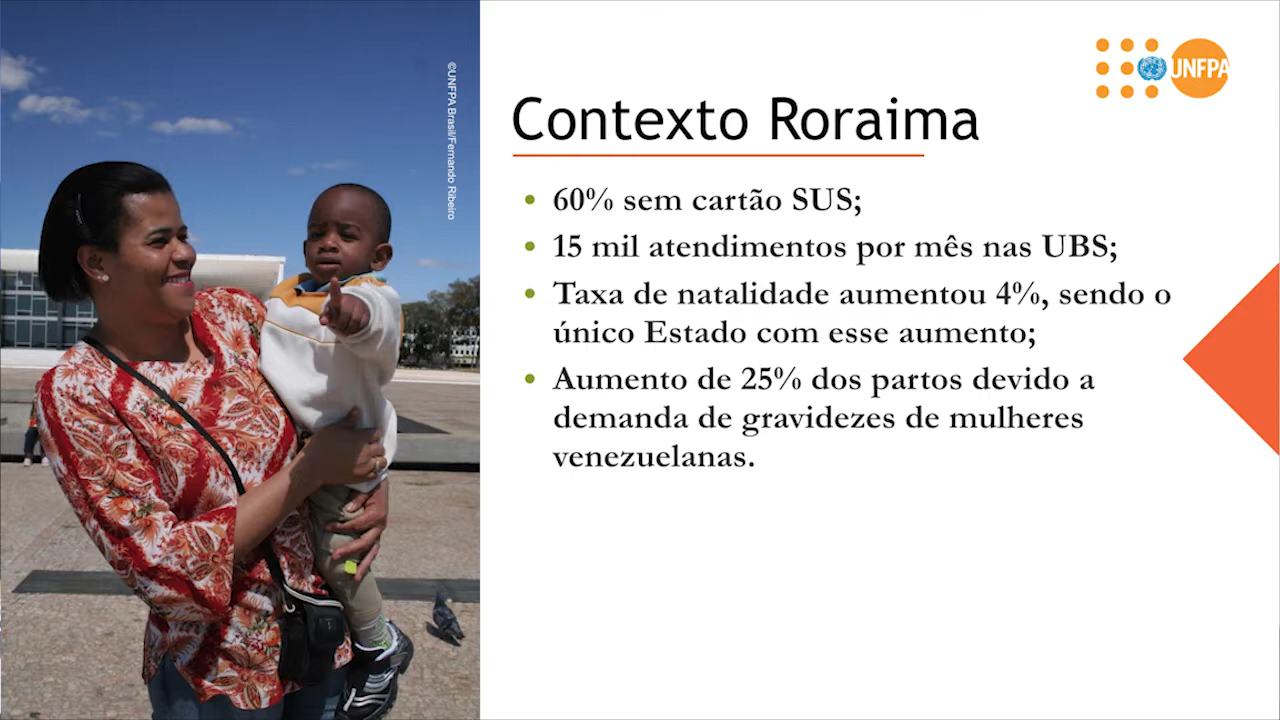 ©UNFPA Brasil/Fernando Ribeiro
UNFPA
Contexto Roraima
• 60% sem cartão SUS;
• 15 mil atendimentos por mês nas UBS;
• Taxa de natalidade aumentou 4%, sendo o
único Estado com esse aumento;
• Aumento de 25% dos partos devido a
demanda de gravidezes de mulheres
venezuelanas.